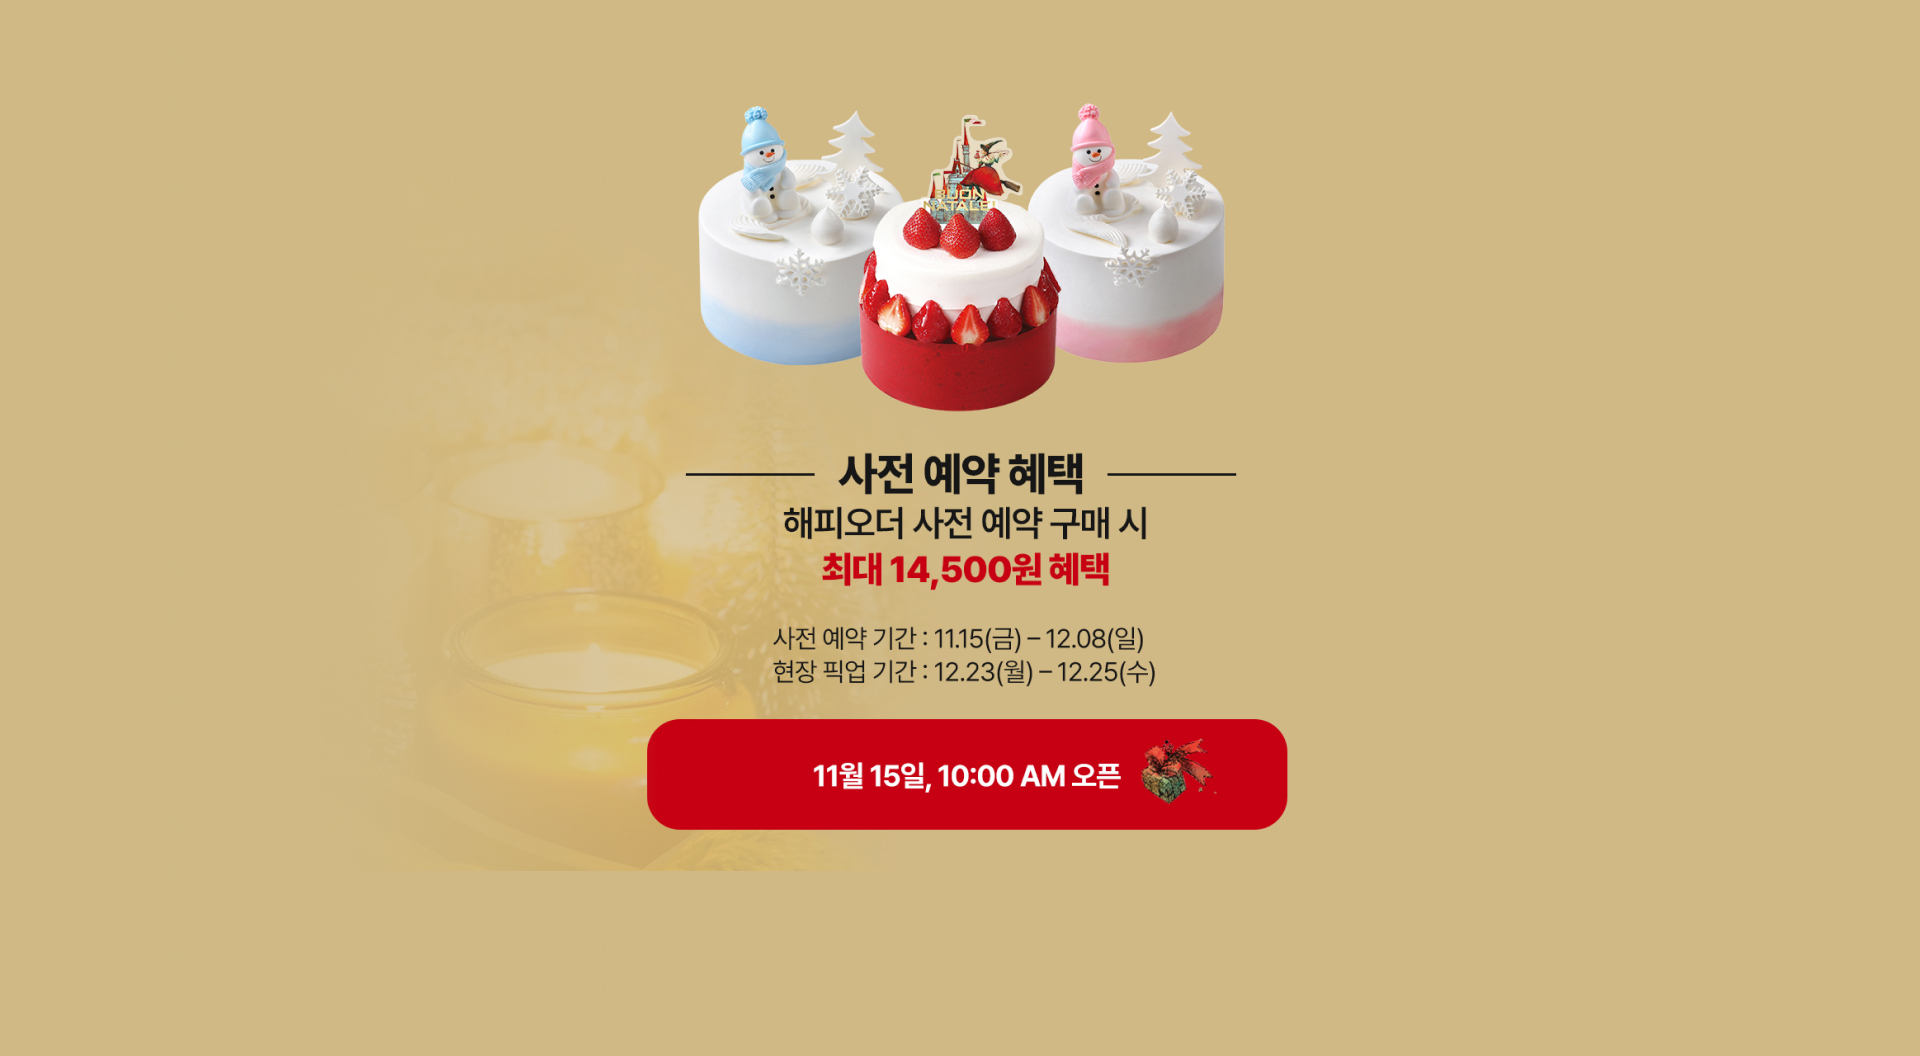 BUON
NATALE!
사전 예약 혜택
해피오더 사전 예약 구매 시
최대 14,500원 혜택
사전 예약 기간 : 11.15(금) – 12.08(일)
현장 픽업 기간 : 12.23(월) – 12.25(수)
11월 15일, 10:00 AM 오픈